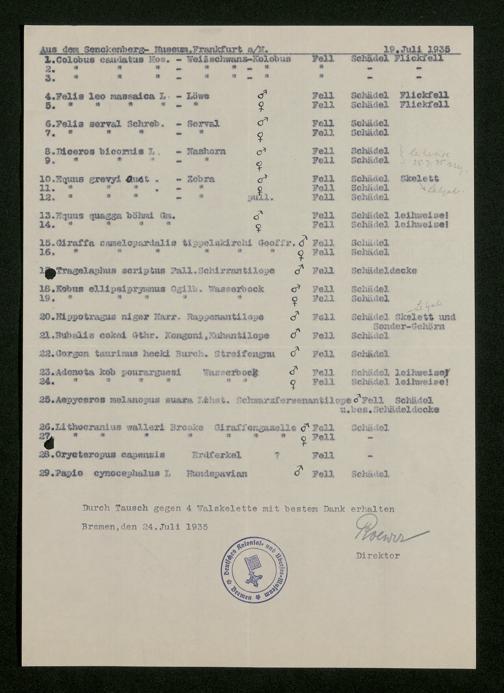 Aus dem Senckenberg- Museum,Frankfurt a/M. 19.Juli 1935
1.Colobus caudatus Hos. - Weißschwanz-Kolobus Fell Schädel Flickfell
2. " " " - " " " - -
3. " " " - " " " - -
4.Felis leo massaica L. - Löwe ♂ Fell Schädel Flickfell
5. " " " " - " ♀ Fell Schädel Flickfell
6.Felis serval Schreb. - Serval ♂ Fell Schädel
7. " " " - " ♀ Fell Schädel
8.Diceros bicornis L. - Nashorn ♂ Fell Schädel
9. " " " - " ♀ Fell Schädel
10.Equus grevyi Oust. - Zebra ♂ Fell Schädel Skelett
11. " " " - " ♀ Fell Schädel
12. " " " - " pull. Fell Schädel
13.Equus quagga böhmi Gm. ♂ Fell Schädel leihweise!
14. " " " " ♀ Fell Schädel leihweise!
15.Giraffa camelopardalis tippelskirchi Geoffr. ♂ Fell Schädel
16. " " " " ♀ Fell Schädel
Tragelaphus scriptus Pall.Schirrantilope ♂ Fell Schädeldecke
18.Kobus ellipsiprymnus Ogilb. Wasserbock ♂ Fell Schädel
19. " " " " ♀ Fell Schädel
20.Hippotragus niger Harr. Rappenantilope ♂ Fell Schädel Skelett und
Sonder-Gehörn
21.Bubalis cokei Gthr. Kongoni,Kuhantilope ♂ Fell Schädel
22.Gorgon taurinus hecki Burch. Streifengnu ♂ Fell Schädel
23.Adenota kob Wasserbock ♂ Fell Schädel leihweise!
24. " " " " " ♀ Fell Schädel leihweise!
25.Aepyceros melanopus suara Lchst. Schwarzfersenantilope ♂ Fell Schädel
u.bes.Schädeldecke
26.Lithocranius walleri Brooke Giraffengazelle ♂ Fell Schädel
27. " " " " ♀ Fell -
28.Orycteropus capensis Erdferkel ? Fell -
29.Papio cynocephalus L Hundspavian ♂ Fell Schädel
Durch Tausch gegen 4 Walskelette mit bestem Dank erhalten
Bremen,den 24.Juli 1935
Roewer
Direktor
Deutsches Kolonial- und Übersee-Museum
Bremen